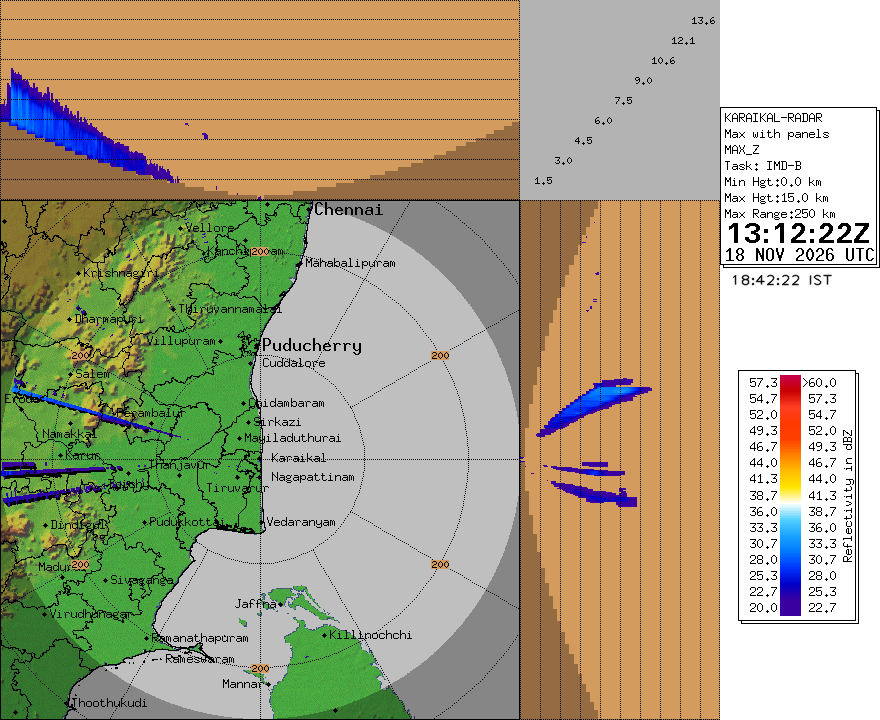 13.6
12.1
10.6
9.0
7.5
6.0
4.5
3.0
1.5
KARAIKAL-RADAR
Max with panels
MAX_Z
Task: IMD-B
Min Hgt:0.0 km
Max Hgt:15.0 km
Max Range:250 km
13:12:22Z
18 NOV 2026 UTC
18:42:22 IST
Chennai
Vellore
200
Mahabalipuram
Krishnagiri
Thiruvannamalai
Dharmapuri
Villupuram
Puducherry
200
200
Cuddalore
Salem
Erode
Perambalur
Chidambaram
Sirkazi
Namakkal
Mayiladuthurai
Karur
Karaikal
Thanjavur
Nagapattinam
Tiruvarur
Dindigul
Pudukkottai
Vedaranyam
200
200
Sivaganga
Jaffna
Virudhunagar
Killinochchi
Ramanathapuram
Rameswaram
200
Mannar
Thoothukudi
57.3 >60.0
54.7 57.3
52.0 54.7
49.3 52.0
46.7 49.3
44.0 46.7
41.3 44.0
38.7 41.3
36.0 38.7
33.3 36.0
30.7 33.3
28.0 30.7
25.3 28.0
22.7 25.3
20.0 22.7
Reflectivity in dBZ